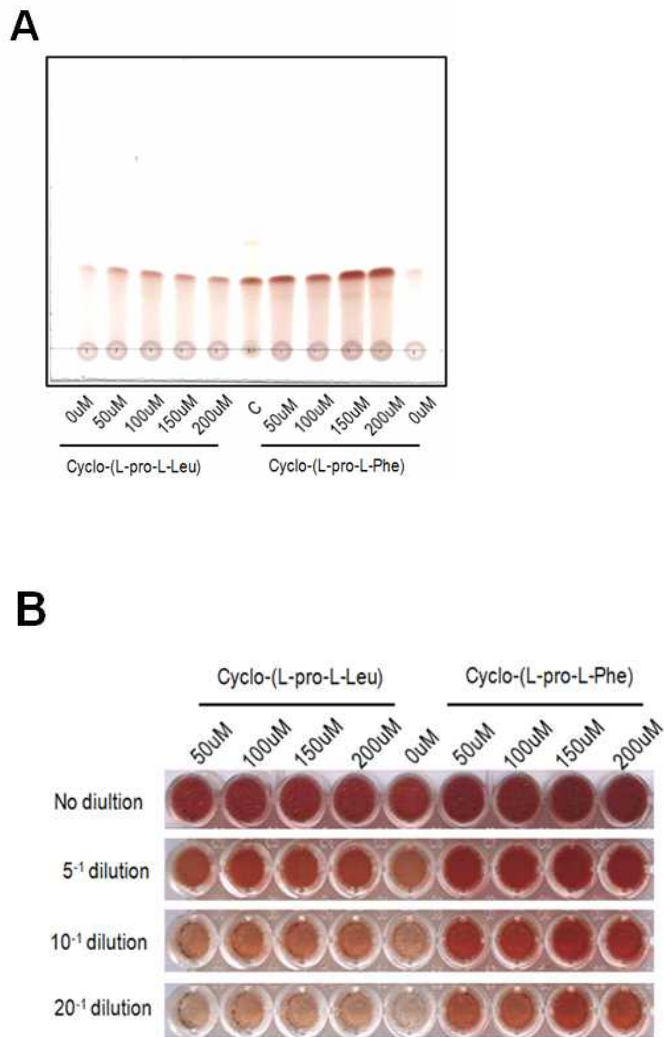 A
0uM 50uM 100uM 150uM 200uM C 50uM 100uM 150uM 200uM 0uM
Cyclo-(L-pro-L-Leu) Cyclo-(L-pro-L-Phe)
B
Cyclo-(L-pro-L-Leu) Cyclo-(L-pro-L-Phe)
50uM 100uM 150uM 200uM 0uM 50uM 100uM 150uM 200uM
No diultion
5-1 dilution
10-1 dilution
20-1 dilution